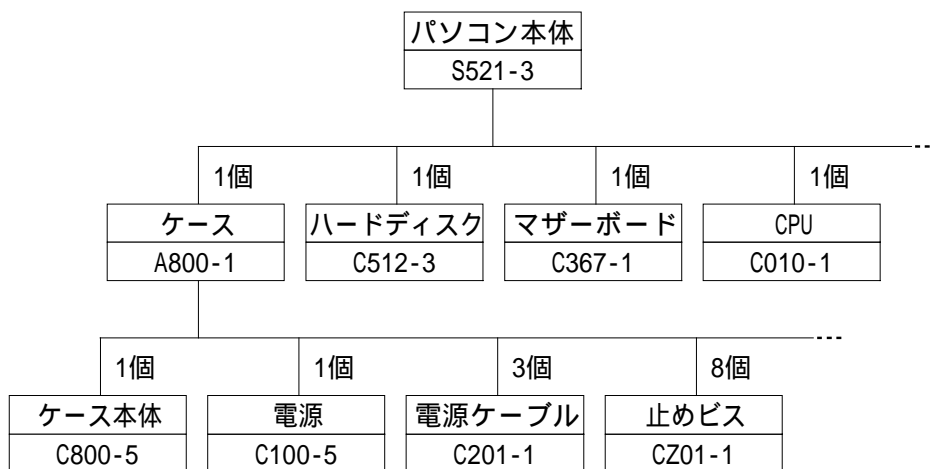 パソコン本体
S521-3
1個 1個 1個 1個
ケース ハードディスク マザーボード CPU
A800-1 C512-3 C367-1 C010-1
1個 1個 3個 8個
ケース本体 電源 電源ケーブル 止めビス
C800-5 C100-5 C201-1 CZ01-1